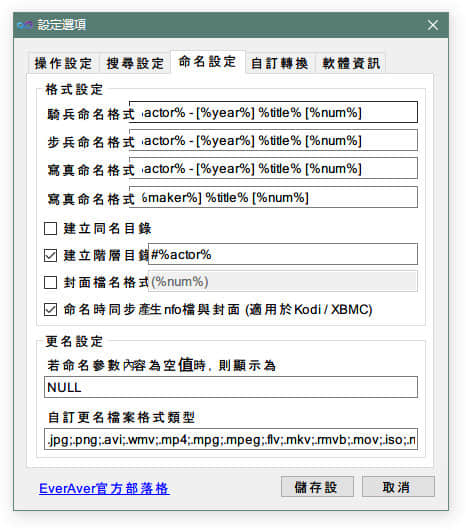 設定選項
操作設定 搜尋設定 命名設定 自訂轉換 軟體資訊
格式設定
騎兵命名格式 %actor% - [%year%] %title% [%num%]
步兵命名格式 %actor% - [%year%] %title% [%num%]
寫真命名格式 %actor% - [%year%] %title% [%num%]
寫真命名格式 %maker%] %title% [%num%]
建立同名目錄
建立階層目錄 #%actor%
封面檔名格式 (%num%)
命名時同步產生nfo檔與封面 (適用於Kodi / XBMC)
更名設定
若命名參數內容為空值時, 則顯示為
NULL
自訂更名檔案格式類型
.jpg;.png;.avi;.wmv;.mp4;.mpg;.mpeg;.flv;.mkv;.rmvb;.mov;.iso;.
EverAver官方部落格 儲存設 取消